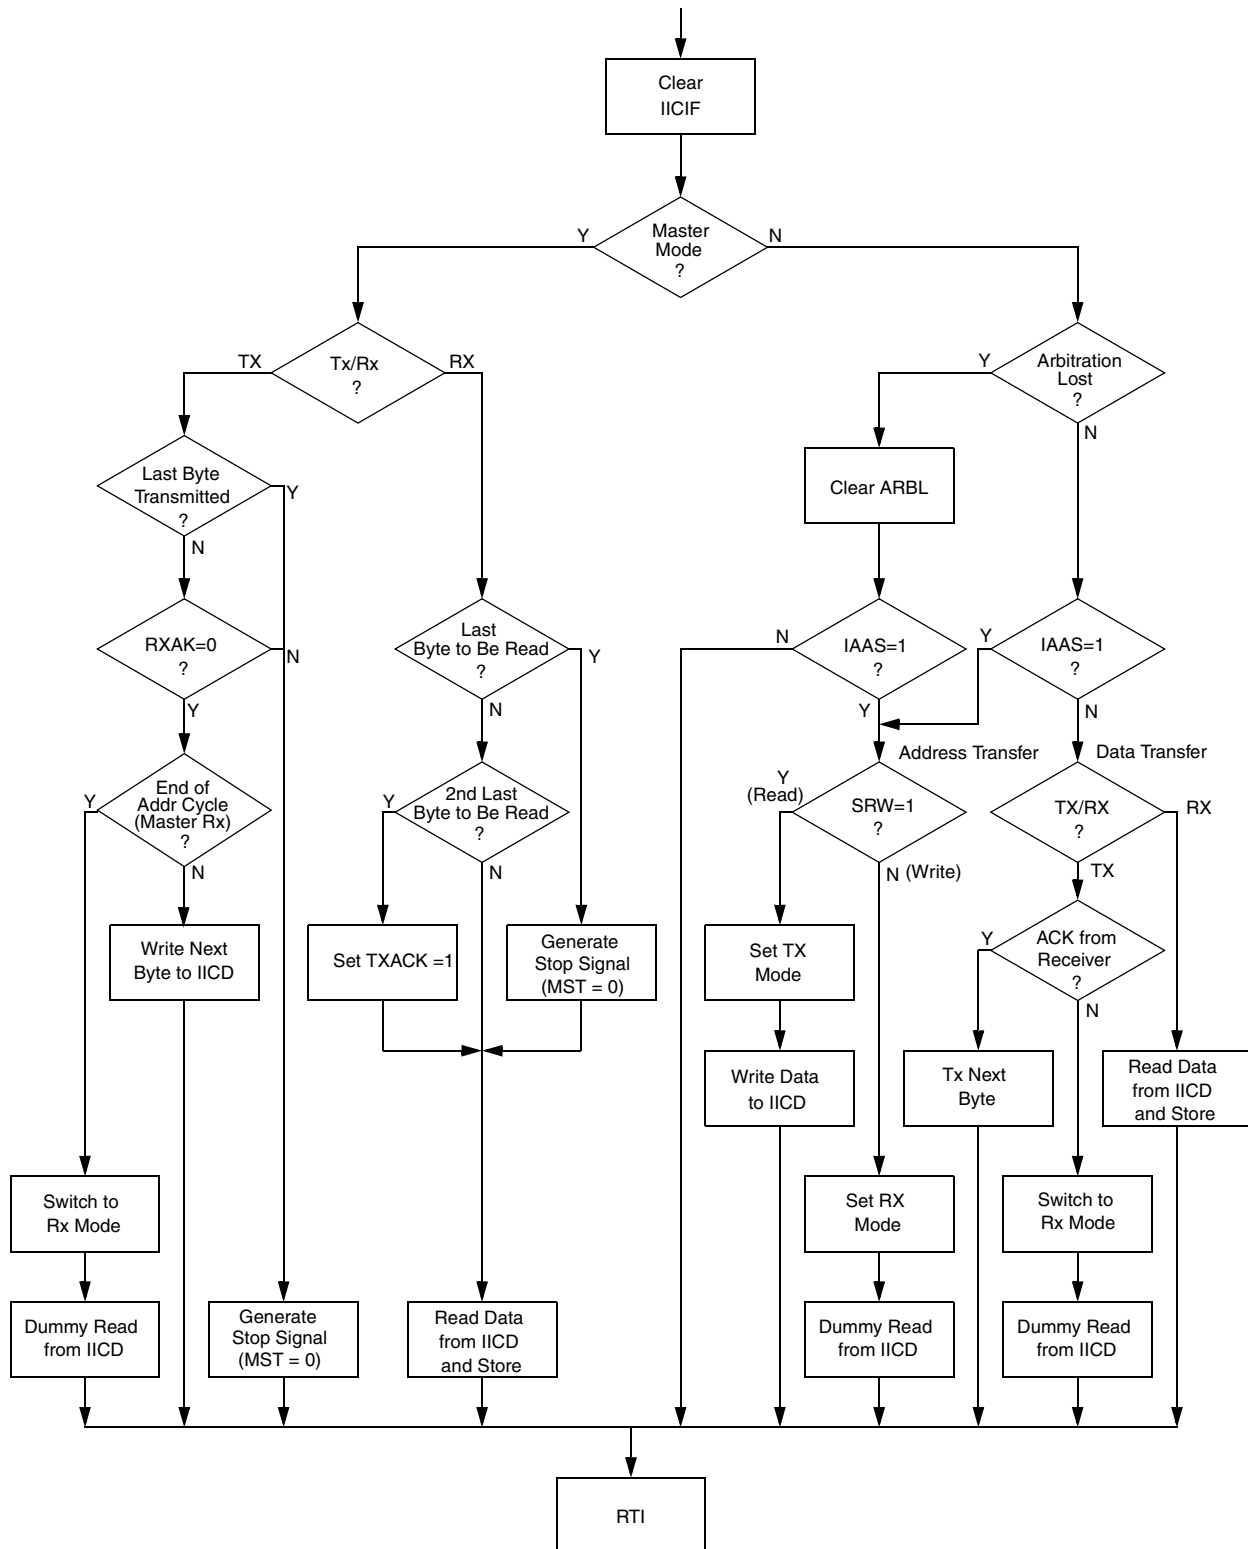 Clear
IICIF
Master
Mode
?
Y
N
Tx/Rx
?
TX
RX
Arbitration
Lost
?
Y
N
Last Byte
Transmitted
?
Y
N
Clear ARBL
RXAK=0
?
N
Y
Last
Byte to Be Read
?
Y
N
IAAS=1
?
N
Y
IAAS=1
?
Y
N
Address Transfer
Data Transfer
End of
Addr Cycle
(Master Rx)
?
Y
N
2nd Last
Byte to Be Read
?
Y
N
SRW=1
?
Y
(Read)
N (Write)
TX/RX
?
RX
TX
Write Next
Byte to IICD
Set TXACK =1
Generate
Stop Signal
(MST = 0)
Set TX
Mode
ACK from
Receiver
?
Y
N
Write Data
to IICD
Tx Next
Byte
Read Data
from IICD
and Store
Switch to
Rx Mode
Set RX
Mode
Switch to
Rx Mode
Dummy Read
from IICD
Generate
Stop Signal
(MST = 0)
Read Data
from IICD
and Store
Dummy Read
from IICD
Dummy Read
from IICD
RTI